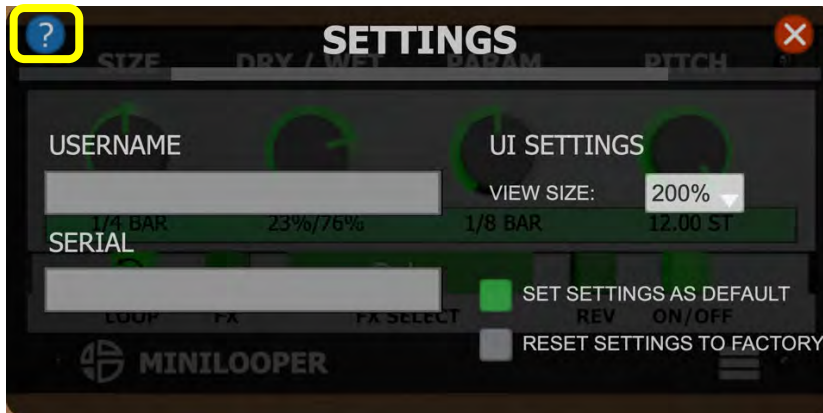 ?
SETTINGS
SIZE DRY / WET PARAM PITCH
USERNAME
UI SETTINGS
VIEW SIZE: 200%
1/4 BAR 23%/76% 1/8 BAR 12.00 ST
SERIAL
SET SETTINGS AS DEFAULT
LOOP FX FX SELECT REV ON/OFF
RESET SETTINGS TO FACTORY
MINILOOPER